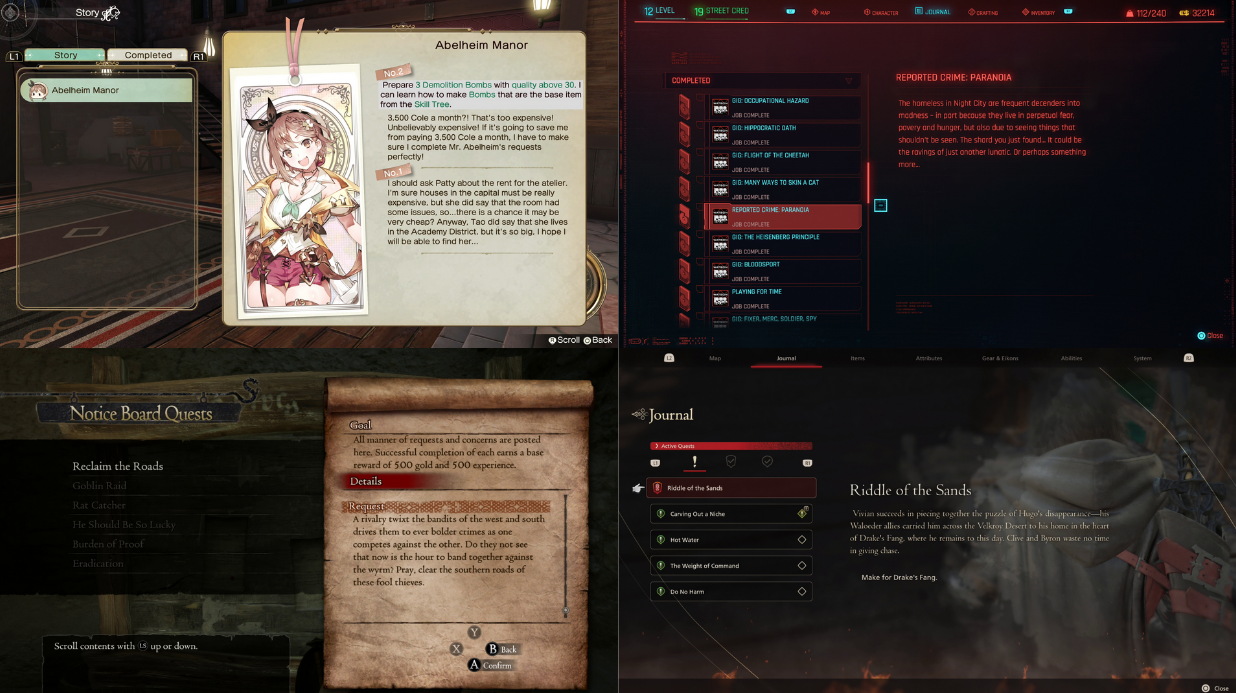 Story
L1
Story
Completed
R1
Abelheim Manor
Abelheim Manor
No.2
Prepare 3 Demolition Bombs with quality above 30. I
can learn how to make Bombs that are the base item
from the Skill Tree.
3,500 Cole a month?! That's too expensive!
Unbelievably expensive! If it's going to save me
from paying 3,500 Cole a month, I have to make
sure I complete Mr. Abelheim's requests
perfectly!
No.1
I should ask Patty about the rent for the atelier.
I'm sure houses in the capital must be really
expensive, but she did say that the room had
some issues, so...there is a chance it may be
very cheap? Anyway, Tao did say that she lives
in the Academy District, but it's so big, I hope I
will be able to find her...
R Scroll Back
12 LEVEL
19 STREET CRED
MAP
CHARACTER
JOURNAL
CRAFTING
INVENTORY
112/240
32214
COMPLETED
GIG: OCCUPATIONAL HAZARD
JOB COMPLETE
GIG: HIPPOCRATIC OATH
JOB COMPLETE
GIG: FLIGHT OF THE CHEETAH
JOB COMPLETE
GIG: MANY WAYS TO SKIN A CAT
JOB COMPLETE
REPORTED CRIME: PARANOIA
JOB COMPLETE
GIG: THE HEISENBERG PRINCIPLE
JOB COMPLETE
GIG: BLOODSPORT
JOB COMPLETE
PLAYING FOR TIME
JOB COMPLETE
GIG: FIXER, MERC, SOLDIER, SPY
REPORTED CRIME: PARANOIA
The homeless in Night City are frequent decenders into
madness - in part because they live in perpetual fear,
povery and hunger, but also due to seeing things that
shouldn't be seen. The shard you just found... It could be
the ravings of just another lunatic. Or perhaps something
more...
Close
Notice Board Quests
Reclaim the Roads
Goblin Raid
Rat Catcher
He Should Be So Lucky
Burden of Proof
Eradication
Scroll contents with LS up or down.
Goal
All manner of requests and concerns are posted
here. Successful completion of each earns a base
reward of 500 gold and 500 experience.
Details
Request
A rivalry twixt the bandits of the west and south
drives them to ever bolder crimes as one
competes against the other. Do they not see
that now is the hour to band together against
the wyrm? Pray, clear the southern roads of
these fool thieves.
Y
X
B Back
A Confirm
Map
Journal
Items
Attributes
Gear & Eikons
Abilities
System
Journal
Active Quests
L1
R1
Riddle of the Sands
Carving Out a Niche
Hot Water
The Weight of Command
Do No Harm
Riddle of the Sands
Vivian succeeds in piecing together the puzzle of Hugo's disappearance—his
Waloeder allies carried him across the Velkroy Desert to his home in the heart
of Drake's Fang, where he remains to this day. Clive and Byron waste no time
in giving chase.
Make for Drake's Fang.
Close